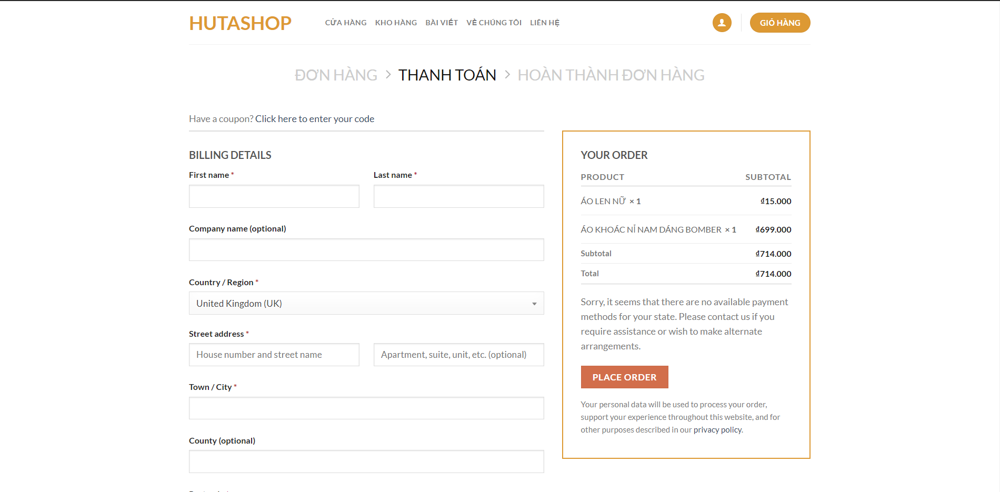 HUTASHOP
CỬA HÀNG KHO HÀNG BÀI VIẾT VỀ CHÚNG TÔI LIÊN HỆ
GIỎ HÀNG
ĐƠN HÀNG > THANH TOÁN > HOÀN THÀNH ĐƠN HÀNG
Have a coupon? Click here to enter your code
BILLING DETAILS
First name *
Last name *
Company name (optional)
Country / Region *
United Kingdom (UK)
Street address *
House number and street name
Apartment, suite, unit, etc. (optional)
Town / City *
County (optional)
YOUR ORDER
PRODUCT SUBTOTAL
ÁO LEN NỮ × 1 ₫15.000
ÁO KHOÁC NỈ NAM DÁNG BOMBER × 1 ₫699.000
Subtotal ₫714.000
Total ₫714.000
Sorry, it seems that there are no available payment
methods for your state. Please contact us if you
require assistance or wish to make alternate
arrangements.
PLACE ORDER
Your personal data will be used to process your order,
support your experience throughout this website, and for
other purposes described in our privacy policy.